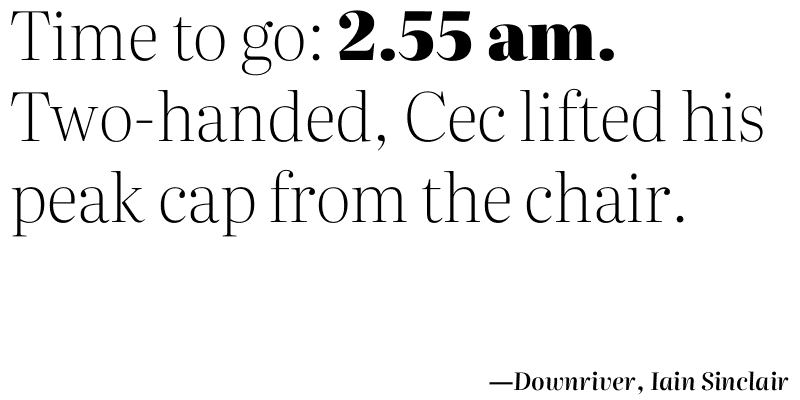 Time to go: 2.55 am.
Two-handed, Cec lifted his
peak cap from the chair.
—Downriver, Iain Sinclair